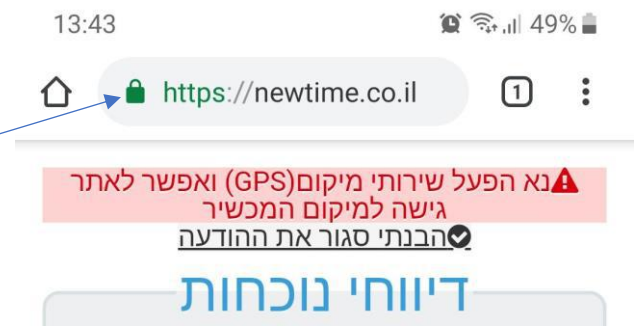 13:43 49%
https://newtime.co.il 1
נא הפעל שירותי מיקום(GPS) ואפשר לאתר
גישה למיקום המכשיר
הבנתי סגור את ההודעה
דיווחי נוכחות